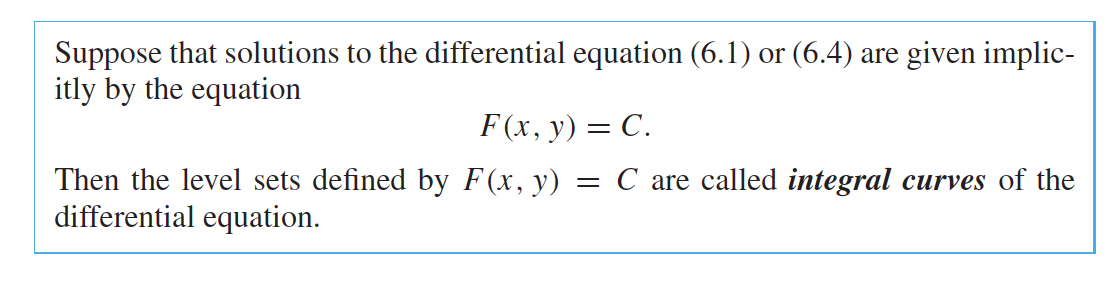 Suppose that solutions to the differential equation (6.1) or (6.4) are given implic-
itly by the equation
F(x, y) = C.
Then the level sets defined by F(x, y) = C are called integral curves of the
differential equation.